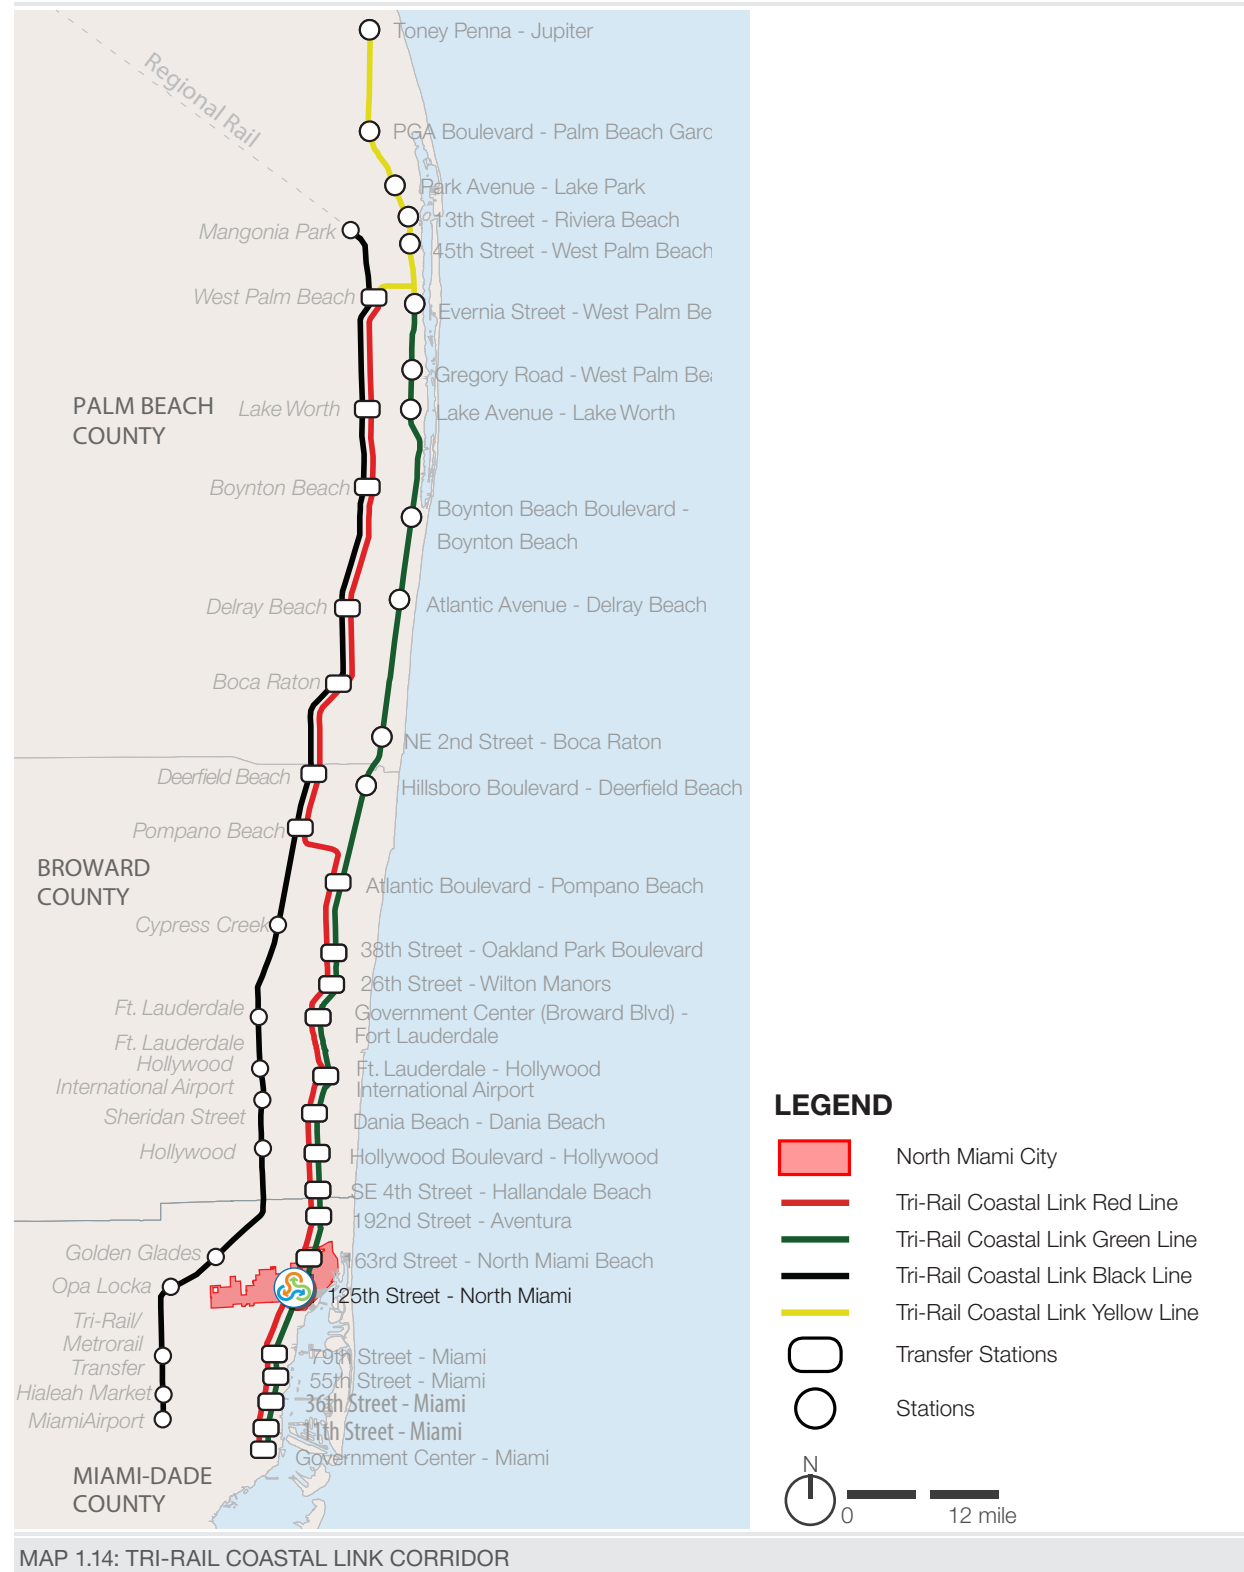 Toney Penna - Jupiter
Regional Rail
PGA Boulevard - Palm Beach Gard
Park Avenue - Lake Park
13th Street - Riviera Beach
Mangonia Park
45th Street - West Palm Beach
West Palm Beach
Evernia Street - West Palm Be
Gregory Road - West Palm Bea
PALM BEACH
COUNTY
Lake Worth
Lake Avenue - Lake Worth
Boynton Beach
Boynton Beach Boulevard -
Boynton Beach
Delray Beach
Atlantic Avenue - Delray Beach
Boca Raton
NE 2nd Street - Boca Raton
Deerfield Beach
Hillsboro Boulevard - Deerfield Beach
Pompano Beach
BROWARD
COUNTY
Atlantic Boulevard - Pompano Beach
Cypress Creek
38th Street - Oakland Park Boulevard
26th Street - Wilton Manors
Ft. Lauderdale
Government Center (Broward Blvd) -
Fort Lauderdale
Ft. Lauderdale
Hollywood
International Airport
Ft. Lauderdale - Hollywood
International Airport
Sheridan Street
Dania Beach - Dania Beach
Hollywood
Hollywood Boulevard - Hollywood
SE 4th Street - Hallandale Beach
192nd Street - Aventura
Golden Glades
163rd Street - North Miami Beach
Opa Locka
125th Street - North Miami
Tri-Rail/
Metrorail
Transfer
79th Street - Miami
55th Street - Miami
Hialeah Market
36th Street - Miami
MiamiAirport
11th Street - Miami
Government Center - Miami
MIAMI-DADE
COUNTY
LEGEND
North Miami City
Tri-Rail Coastal Link Red Line
Tri-Rail Coastal Link Green Line
Tri-Rail Coastal Link Black Line
Tri-Rail Coastal Link Yellow Line
Transfer Stations
Stations
N
0 12 mile
MAP 1.14: TRI-RAIL COASTAL LINK CORRIDOR